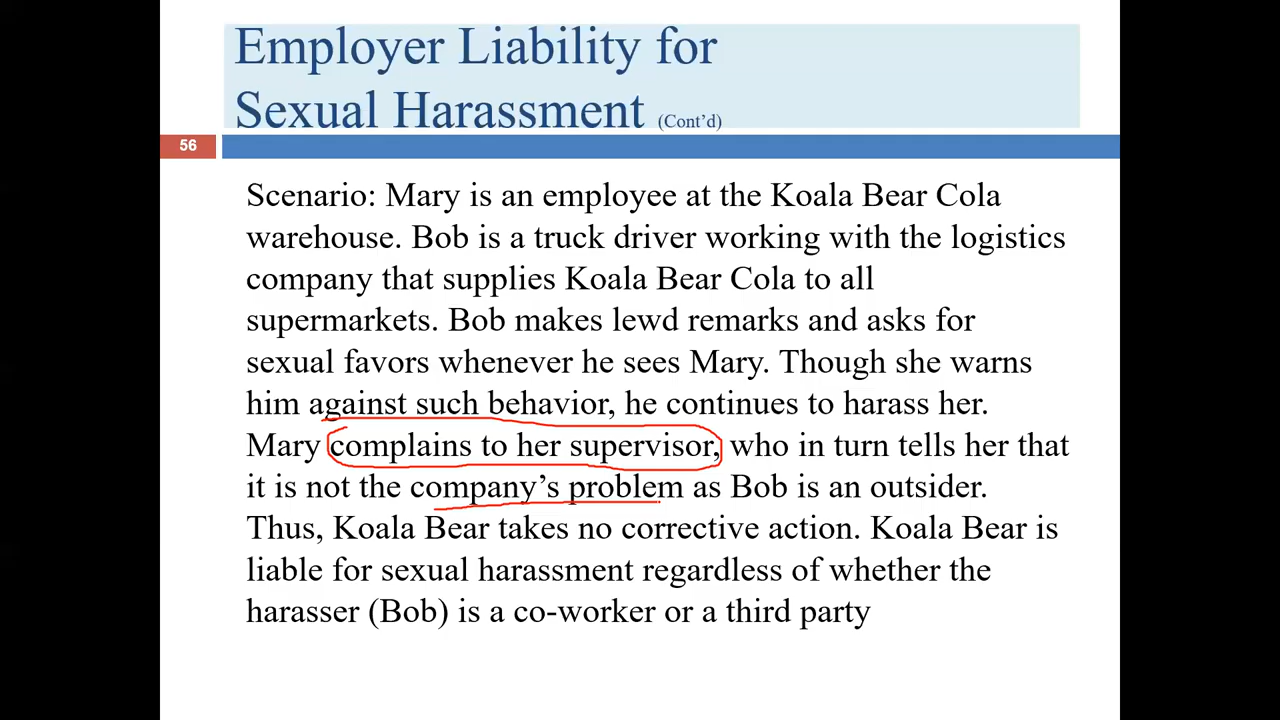 Employer Liability for
Sexual Harassment (Cont’d)
56
Scenario: Mary is an employee at the Koala Bear Cola
warehouse. Bob is a truck driver working with the logistics
company that supplies Koala Bear Cola to all
supermarkets. Bob makes lewd remarks and asks for
sexual favors whenever he sees Mary. Though she warns
him against such behavior, he continues to harass her.
Mary complains to her supervisor, who in turn tells her that
it is not the company’s problem as Bob is an outsider.
Thus, Koala Bear takes no corrective action. Koala Bear is
liable for sexual harassment regardless of whether the
harasser (Bob) is a co-worker or a third party